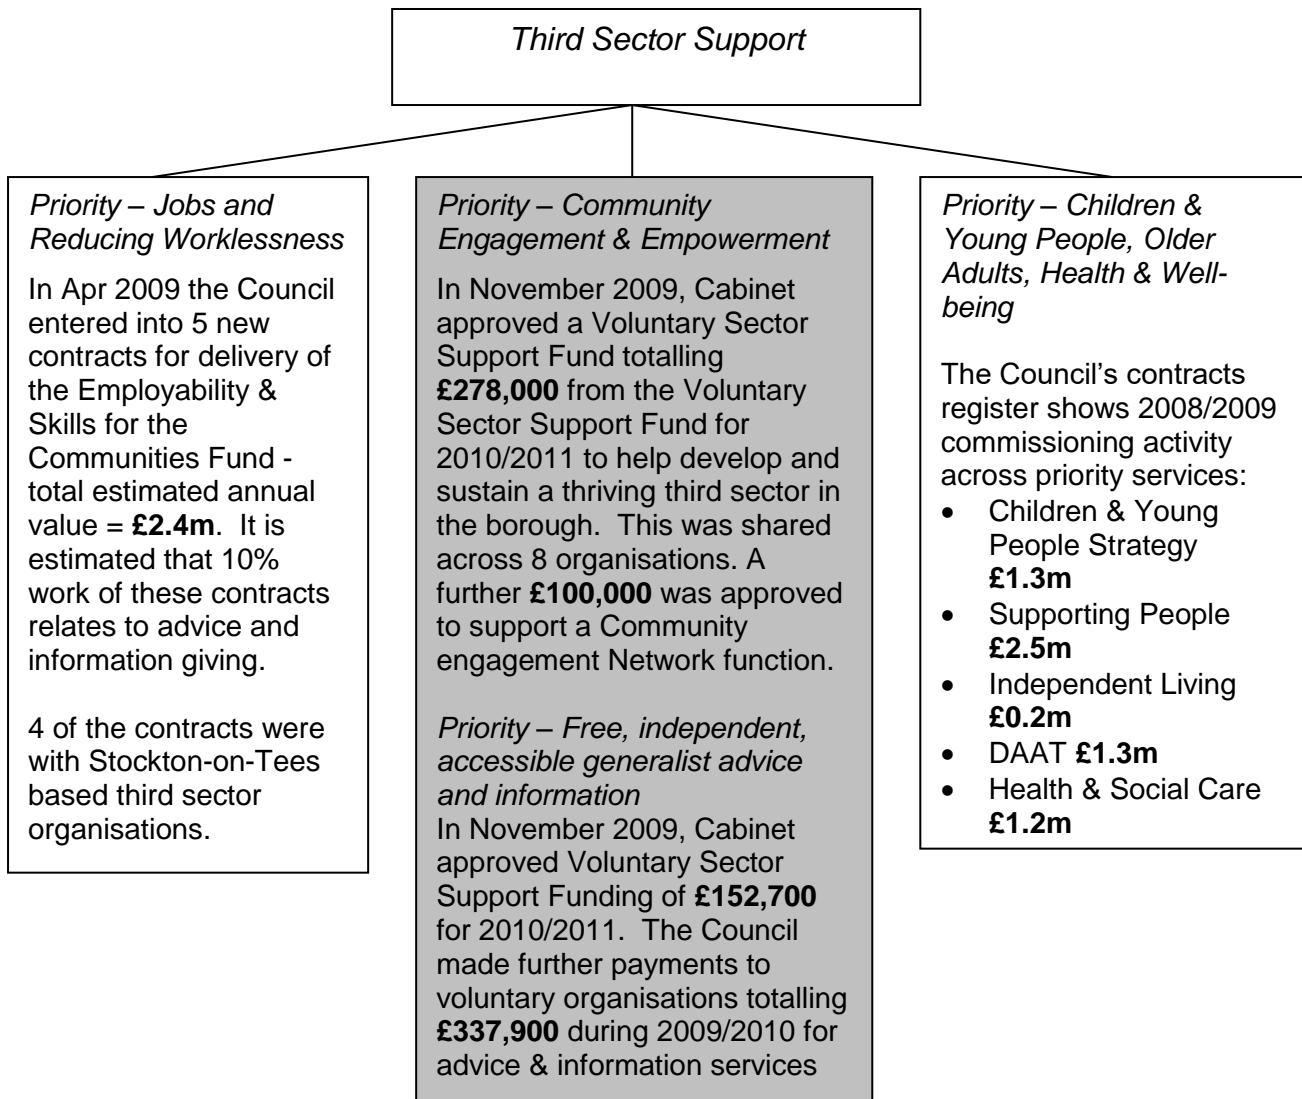 Third Sector Support
Priority – Jobs and
Reducing Worklessness
In Apr 2009 the Council
entered into 5 new
contracts for delivery of
the Employability &
Skills for the
Communities Fund -
total estimated annual
value = £2.4m.  It is
estimated that 10%
work of these contracts
relates to advice and
information giving.
4 of the contracts were
with Stockton-on-Tees
based third sector
organisations.
Priority – Community
Engagement & Empowerment
In November 2009, Cabinet
approved a Voluntary Sector
Support Fund totalling
£278,000 from the Voluntary
Sector Support Fund for
2010/2011 to help develop and
sustain a thriving third sector in
the borough.  This was shared
across 8 organisations. A
further £100,000 was approved
to support a Community
engagement Network function.
Priority – Free, independent,
accessible generalist advice
and information
In November 2009, Cabinet
approved Voluntary Sector
Support Funding of £152,700
for 2010/2011.  The Council
made further payments to
voluntary organisations totalling
£337,900 during 2009/2010 for
advice & information services
Priority – Children &
Young People, Older
Adults, Health & Well-
being
The Council’s contracts
register shows 2008/2009
commissioning activity
across priority services:
• Children & Young
People Strategy
£1.3m
• Supporting People
£2.5m
• Independent Living
£0.2m
• DAAT £1.3m
• Health & Social Care
£1.2m